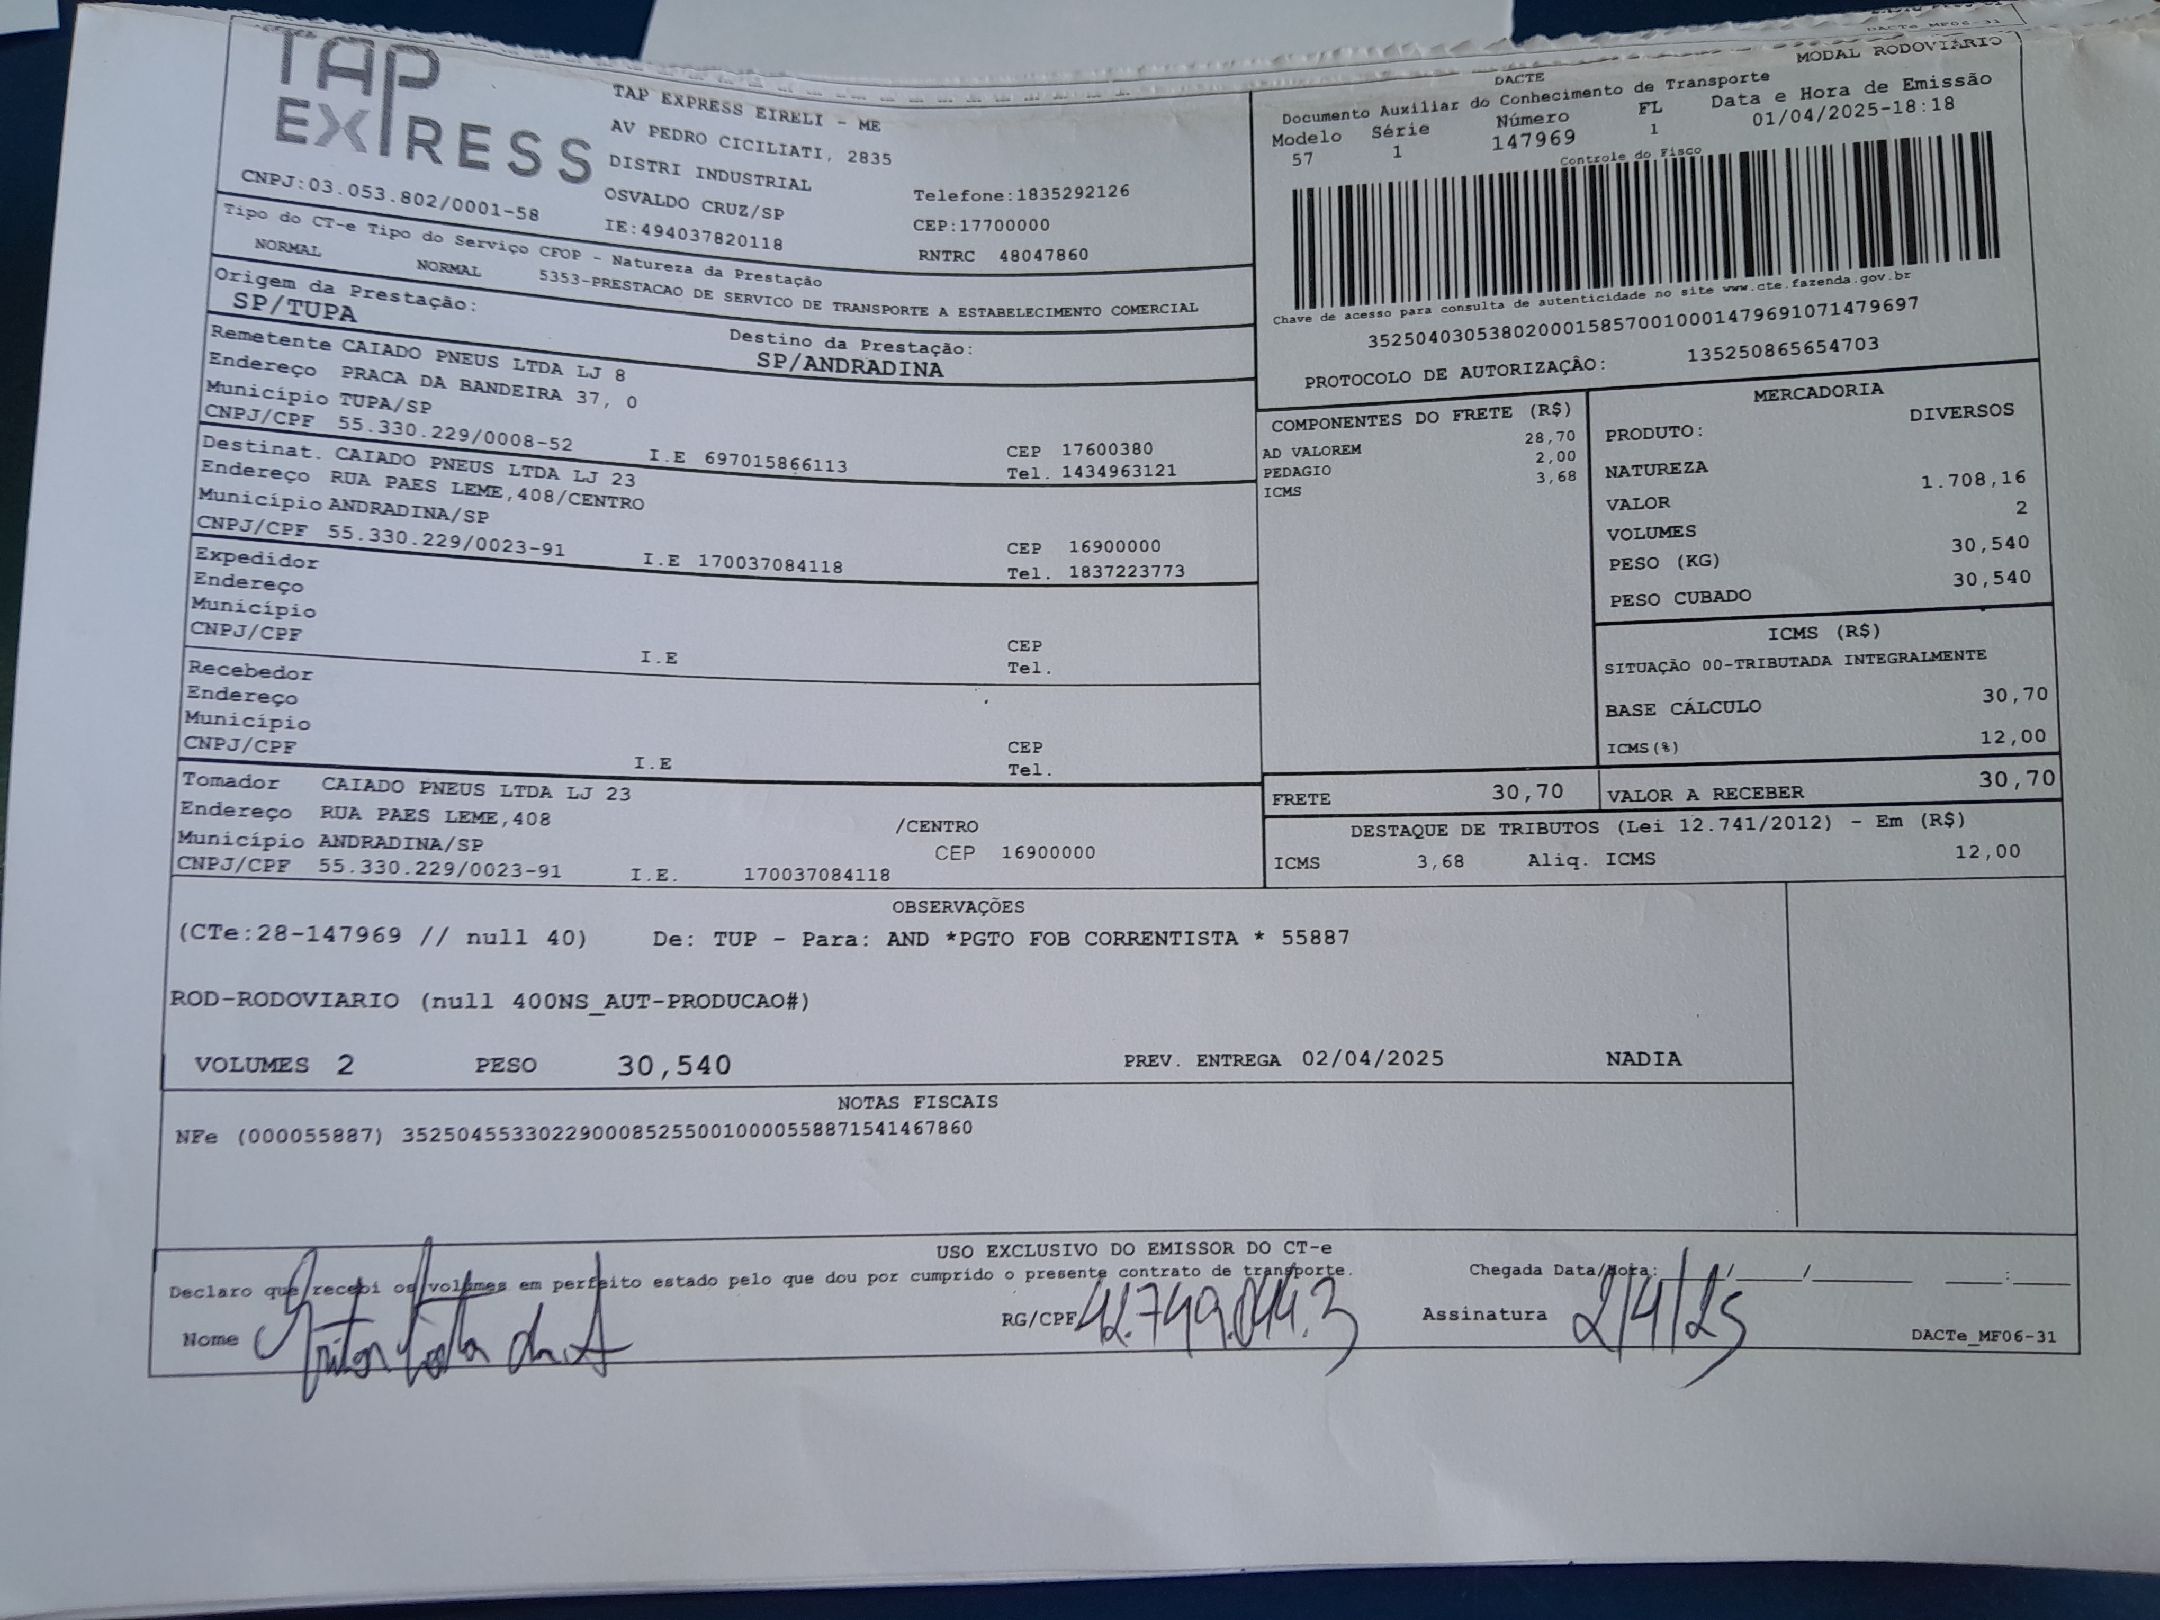 TAP
EXPRESS
CNPJ:03.053.802/0001-58
TAP EXPRESS EIRELI - ME
AV PEDRO CICILIATI, 2835
DISTRI INDUSTRIAL
OSVALDO CRUZ/SP
IE:494037820118
Telefone:1835292126
CEP:17700000
RNTRC 48047860
MODAL RODOVIÁRIO
DACTE
Documento Auxiliar do Conhecimento de Transporte
Modelo Série Número FL Data e Hora de Emissão
57 1 147969 1 01/04/2025-18:18
Controle do Fisco
Chave de acesso para consulta de autenticidade no site www.cte.fazenda.gov.br
35250403053802000158570010001479691071479697
PROTOCOLO DE AUTORIZAÇÂO: 135250865654703
Tipo do CT-e Tipo do Serviço CFOP - Natureza da Prestação
NORMAL NORMAL 5353-PRESTACAO DE SERVICO DE TRANSPORTE A ESTABELECIMENTO COMERCIAL
Origem da Prestação: Destino da Prestação:
SP/TUPA SP/ANDRADINA
Remetente CAIADO PNEUS LTDA LJ 8
Endereço PRACA DA BANDEIRA 37, 0
Município TUPA/SP CEP 17600380
CNPJ/CPF 55.330.229/0008-52 I.E 697015866113 Tel. 1434963121
Destinat. CAIADO PNEUS LTDA LJ 23
Endereço RUA PAES LEME,408/CENTRO
Município ANDRADINA/SP CEP 16900000
CNPJ/CPF 55.330.229/0023-91 I.E 170037084118 Tel. 1837223773
Expedidor
Endereço
Município CEP
CNPJ/CPF I.E Tel.
Recebedor
Endereço
Município CEP
CNPJ/CPF I.E Tel.
Tomador CAIADO PNEUS LTDA LJ 23
Endereço RUA PAES LEME,408 /CENTRO
Município ANDRADINA/SP CEP 16900000
CNPJ/CPF 55.330.229/0023-91 I.E. 170037084118
COMPONENTES DO FRETE (R$)
AD VALOREM 28,70
PEDAGIO 2,00
ICMS 3,68
MERCADORIA
PRODUTO: DIVERSOS
NATUREZA
VALOR 1.708,16
VOLUMES 2
PESO (KG) 30,540
PESO CUBADO 30,540
ICMS (R$)
SITUAÇÃO 00-TRIBUTADA INTEGRALMENTE
BASE CÁLCULO 30,70
ICMS(%) 12,00
FRETE 30,70 VALOR A RECEBER 30,70
DESTAQUE DE TRIBUTOS (Lei 12.741/2012) - Em (R$)
ICMS 3,68 Aliq. ICMS 12,00
OBSERVAÇÕES
(CTe:28-147969 // null 40) De: TUP - Para: AND *PGTO FOB CORRENTISTA * 55887
ROD-RODOVIARIO (null 400NS_AUT-PRODUCAO#)
VOLUMES 2 PESO 30,540 PREV. ENTREGA 02/04/2025 NADIA
NOTAS FISCAIS
NFe (000055887) 35250455330229000852550010000558871541467860
USO EXCLUSIVO DO EMISSOR DO CT-e
Declaro que recebi os volumes em perfeito estado pelo que dou por cumprido o presente contrato de transporte. Chegada Data/Hora: / / :
Nome RG/CPF 42.749.044.3 Assinatura 2/4/25
DACTe_MF06-31